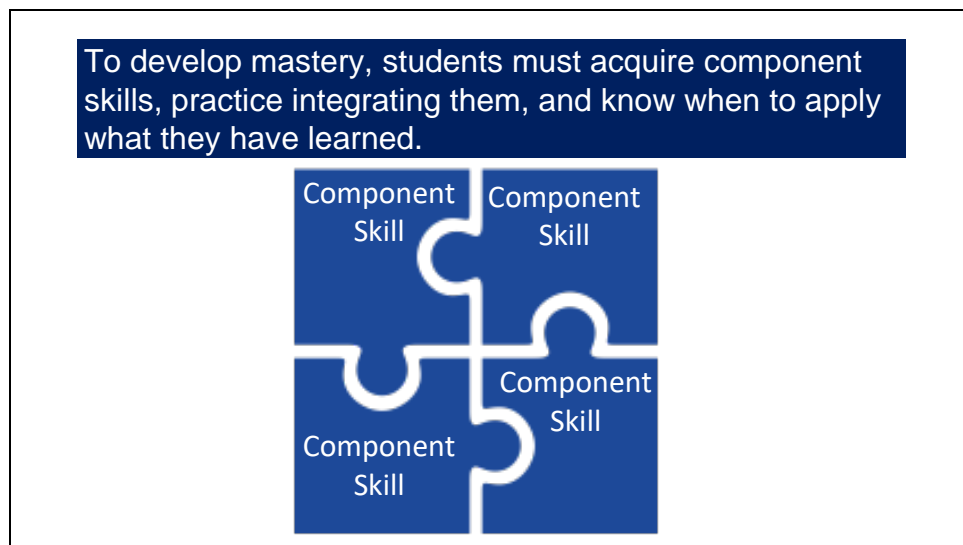 To develop mastery, students must acquire component
skills, practice integrating them, and know when to apply
what they have learned.
Component
Skill
Component
Skill
Component
Skill
Component
Skill